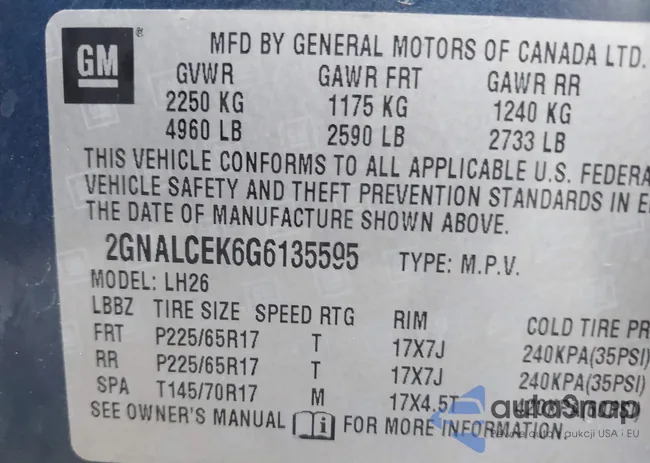 GM ®
MFD BY GENERAL MOTORS OF CANADA LTD.
GVWR GAWR FRT GAWR RR
2250 KG 1175 KG 1240 KG
4960 LB 2590 LB 2733 LB
THIS VEHICLE CONFORMS TO ALL APPLICABLE U.S. FEDERA
VEHICLE SAFETY AND THEFT PREVENTION STANDARDS IN E
THE DATE OF MANUFACTURE SHOWN ABOVE.
2GNALCEK6G6135595 TYPE: M.P.V.
MODEL: LH26
LBBZ TIRE SIZE SPEED RTG RIM COLD TIRE PR
FRT P225/65R17 T 17X7J 240KPA(35PSI)
RR P225/65R17 T 17X7J 240KPA(35PSI)
SPA T145/70R17 M 17X4.5T
SEE OWNER'S MANUAL i FOR MORE INFORMATION
autoSnap
aukcji USA i EU